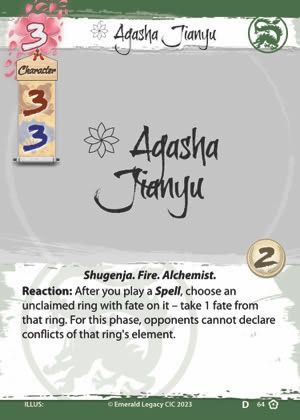 3
Agasha Jianyu
Character
3
3
Agasha
Jianyu
2
Shugenja. Fire. Alchemist.
Reaction: After you play a Spell, choose an
unclaimed ring with fate on it – take 1 fate from
that ring. For this phase, opponents cannot declare
conflicts of that ring's element.
ILLUS: © Emerald Legacy CIC 2023 D 64